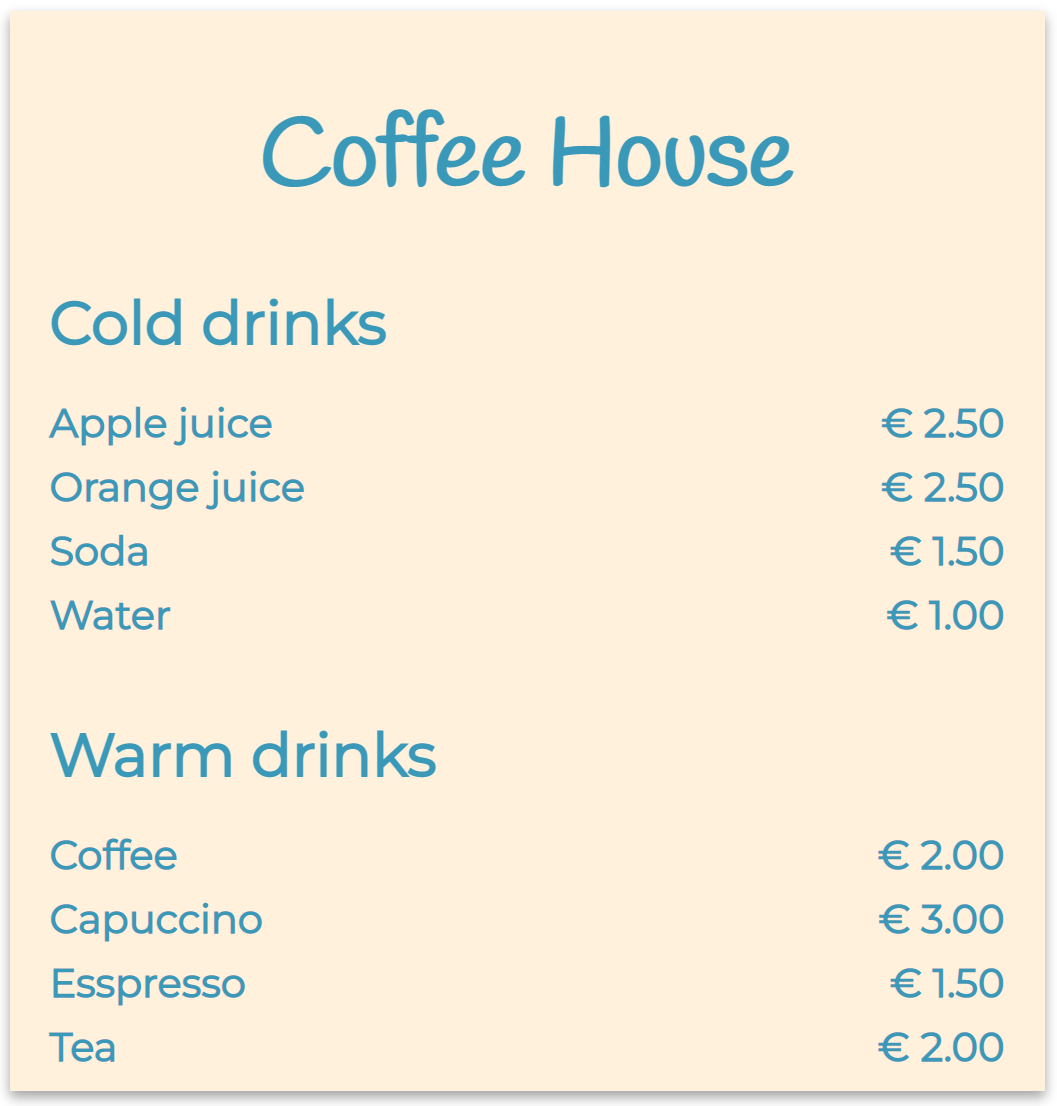 Coffee House
Cold drinks
Apple juice € 2.50
Orange juice € 2.50
Soda € 1.50
Water € 1.00
Warm drinks
Coffee € 2.00
Capuccino € 3.00
Esspresso € 1.50
Tea € 2.00